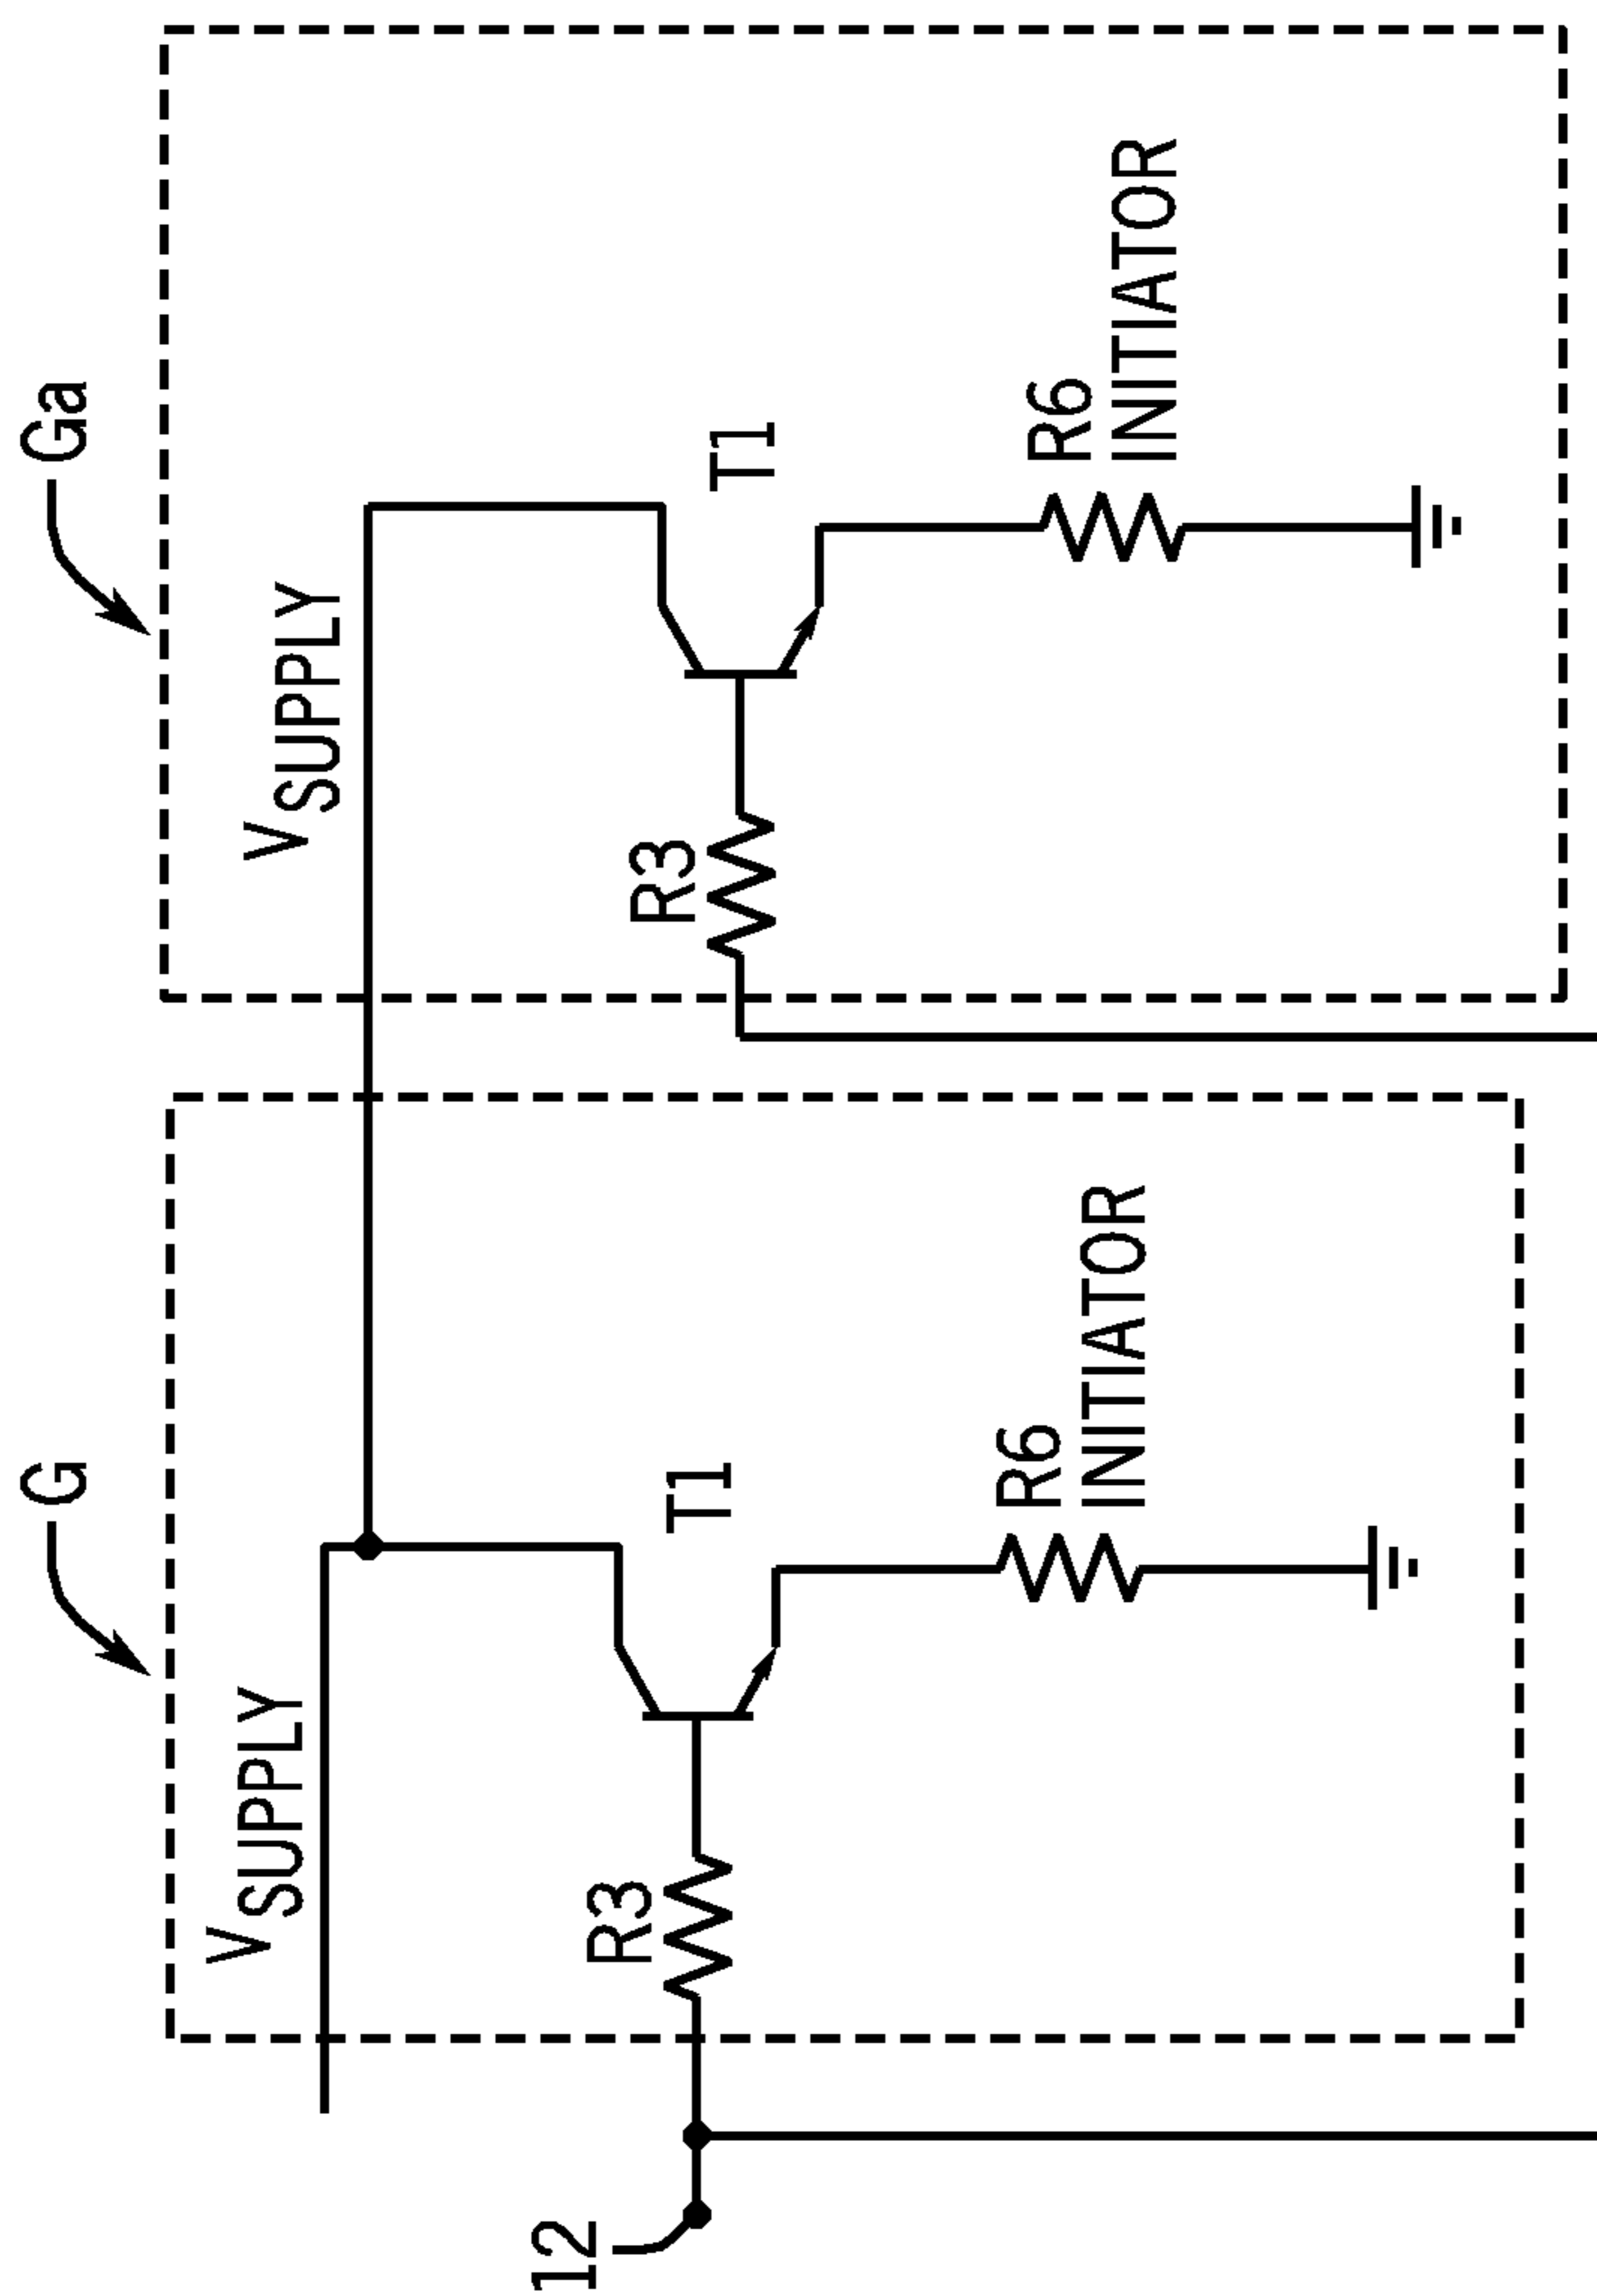 G
Ga
VSUPPLY
VSUPPLY
12
R3
T1
R6
INITIATOR
R3
T1
R6
INITIATOR